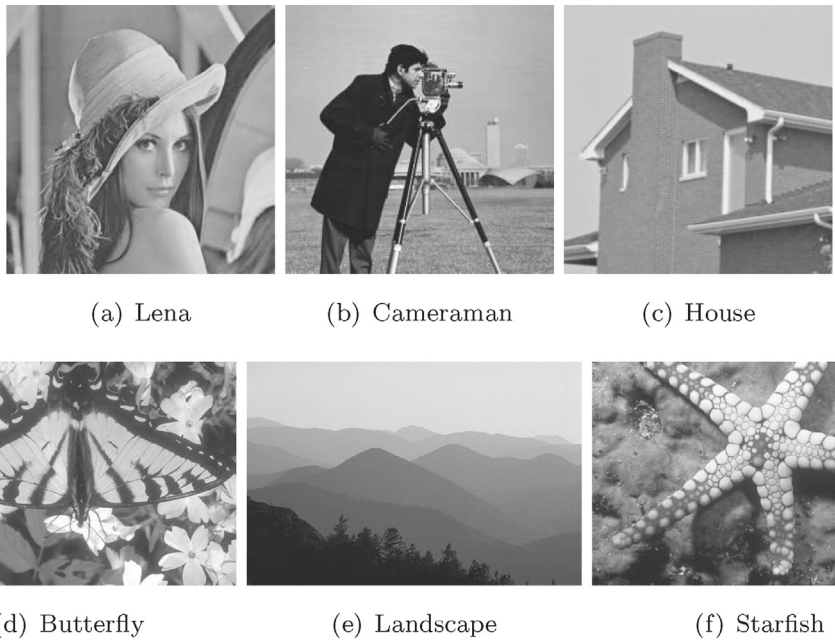 (a) Lena
(b) Cameraman
(c) House
(d) Butterfly
(e) Landscape
(f) Starfish